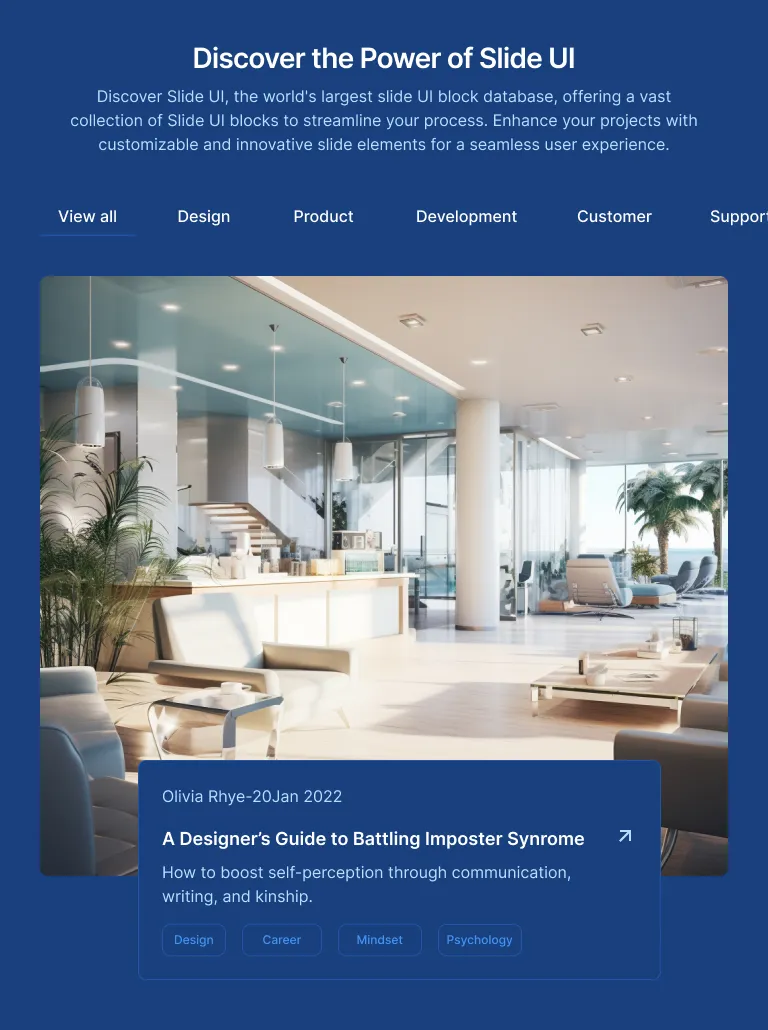 Discover the Power of Slide UI
Discover Slide UI, the world's largest slide UI block database, offering a vast
collection of Slide UI blocks to streamline your process. Enhance your projects with
customizable and innovative slide elements for a seamless user experience.
View all Design Product Development Customer Support
Olivia Rhye-20Jan 2022
A Designer’s Guide to Battling Imposter Synrome
How to boost self-perception through communication,
writing, and kinship.
Design Career Mindset Psychology